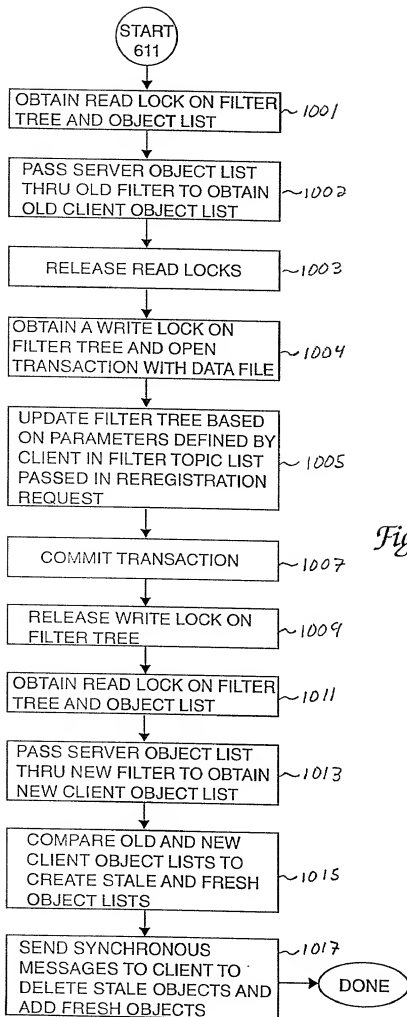 START
611
OBTAIN READ LOCK ON FILTER
TREE AND OBJECT LIST
1001
PASS SERVER OBJECT LIST
THRU OLD FILTER TO OBTAIN
OLD CLIENT OBJECT LIST
1002
RELEASE READ LOCKS
1003
OBTAIN A WRITE LOCK ON
FILTER TREE AND OPEN
TRANSACTION WITH DATA FILE
1004
UPDATE FILTER TREE BASED
ON PARAMETERS DEFINED BY
CLIENT IN FILTER TOPIC LIST
PASSED IN REREGISTRATION
REQUEST
1005
Fig
COMMIT TRANSACTION
1007
RELEASE WRITE LOCK ON
FILTER TREE
1009
OBTAIN READ LOCK ON FILTER
TREE AND OBJECT LIST
1011
PASS SERVER OBJECT LIST
THRU NEW FILTER TO OBTAIN
NEW CLIENT OBJECT LIST
1013
COMPARE OLD AND NEW
CLIENT OBJECT LISTS TO
CREATE STALE AND FRESH
OBJECT LISTS
1015
SEND SYNCHRONOUS
MESSAGES TO CLIENT TO
DELETE STALE OBJECTS AND
ADD FRESH OBJECTS
1017
DONE